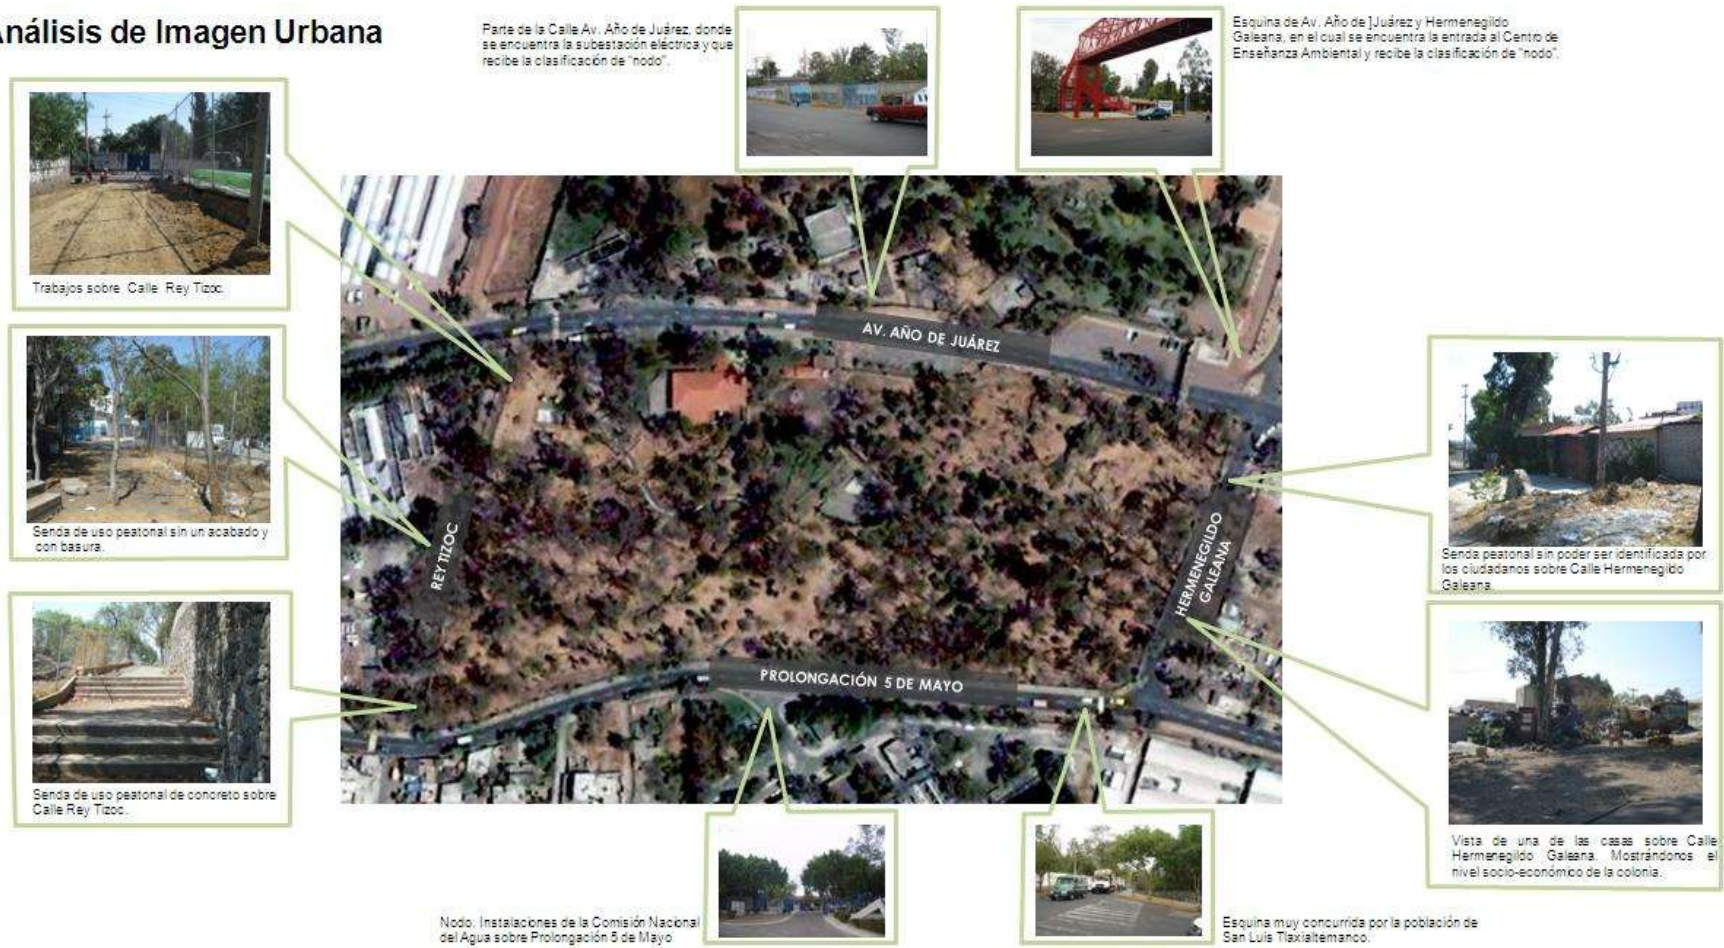 Análisis de Imagen Urbana
Parte de la Calle Av. Año de Juárez, donde
se encuentra la subestación eléctrica y que
recibe la clasificación de "nodo".
Esquina de Av. Año de ]Juárez y Hermenegildo
Galeana, en el cual se encuentra la entrada al Centro de
Enseñanza Ambiental y recibe la clasificación de "nodo".
Trabajos sobre Calle Rey Tizoc.
Senda de uso peatonal sin un acabado y
con basura.
Senda de uso peatonal de concreto sobre
Calle Rey Tizoc.
AV. AÑO DE JUÁREZ
REY TIZOC
HERMENEGILDO
GALEANA
PROLONGACIÓN 5 DE MAYO
Senda peatonal sin poder ser identificada por
los ciudadanos sobre Calle Hermenegildo
Galeana.
Vista de una de las casas sobre Calle
Hermenegildo Galeana. Mostrándonos el
nivel socio-económico de la colonia.
Nodo. Instalaciones de la Comisión Nacional
del Agua sobre Prolongación 5 de Mayo
Esquina muy concurrida por la población de
San Luis Tlaxialtemanco.